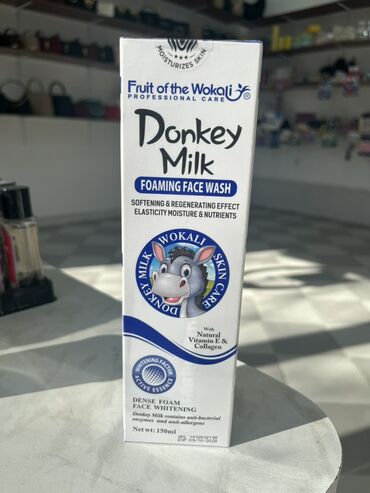 MOISTURIZES SKIN
Fruit of the Wokali ®
PROFESSIONAL CARE
Donkey
Milk
FOAMING FACE WASH
SOFTENING & REGENERATING EFFECT
ELASTICITY MOISTURE & NUTRIENTS
DONKEY MILK WOKALI SKIN CARE
With
Natural
Vitamin E &
Collagen
WHITENING FACTOR
ACTIVE ESSENCE
DENSE FOAM
FACE WHITENING
Donkey Milk contains anti-bacterial
enzymes and anti-allergens
Net wt: 150ml